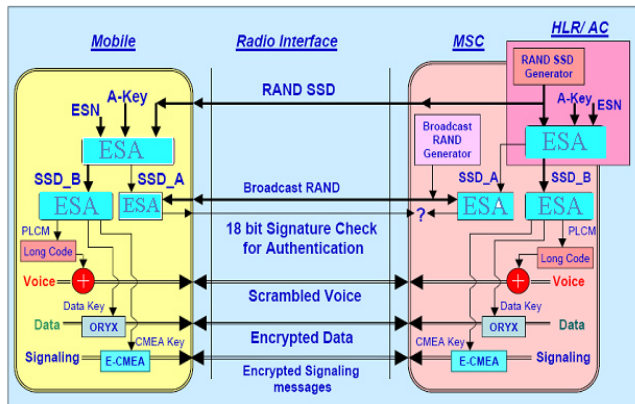 Mobile
Radio Interface
MSC
HLR/ AC
RAND SSD
Generator
A-Key
ESN
RAND SSD
A-Key
ESN
ESA
Broadcast
RAND
Generator
ESA
SSD_B
SSD_A
Broadcast RAND
SSD_A
SSD_B
ESA
ESA
ESA
ESA
?
18 bit Signature Check
for Authentication
PLCM
Long Code
PLCM
Long Code
Voice
+
Scrambled Voice
+
Voice
Data Key
Data Key
Data
ORYX
Encrypted Data
ORYX
Data
CMEA Key
CMEA Key
Signaling
E-CMEA
Encrypted Signaling
messages
E-CMEA
Signaling